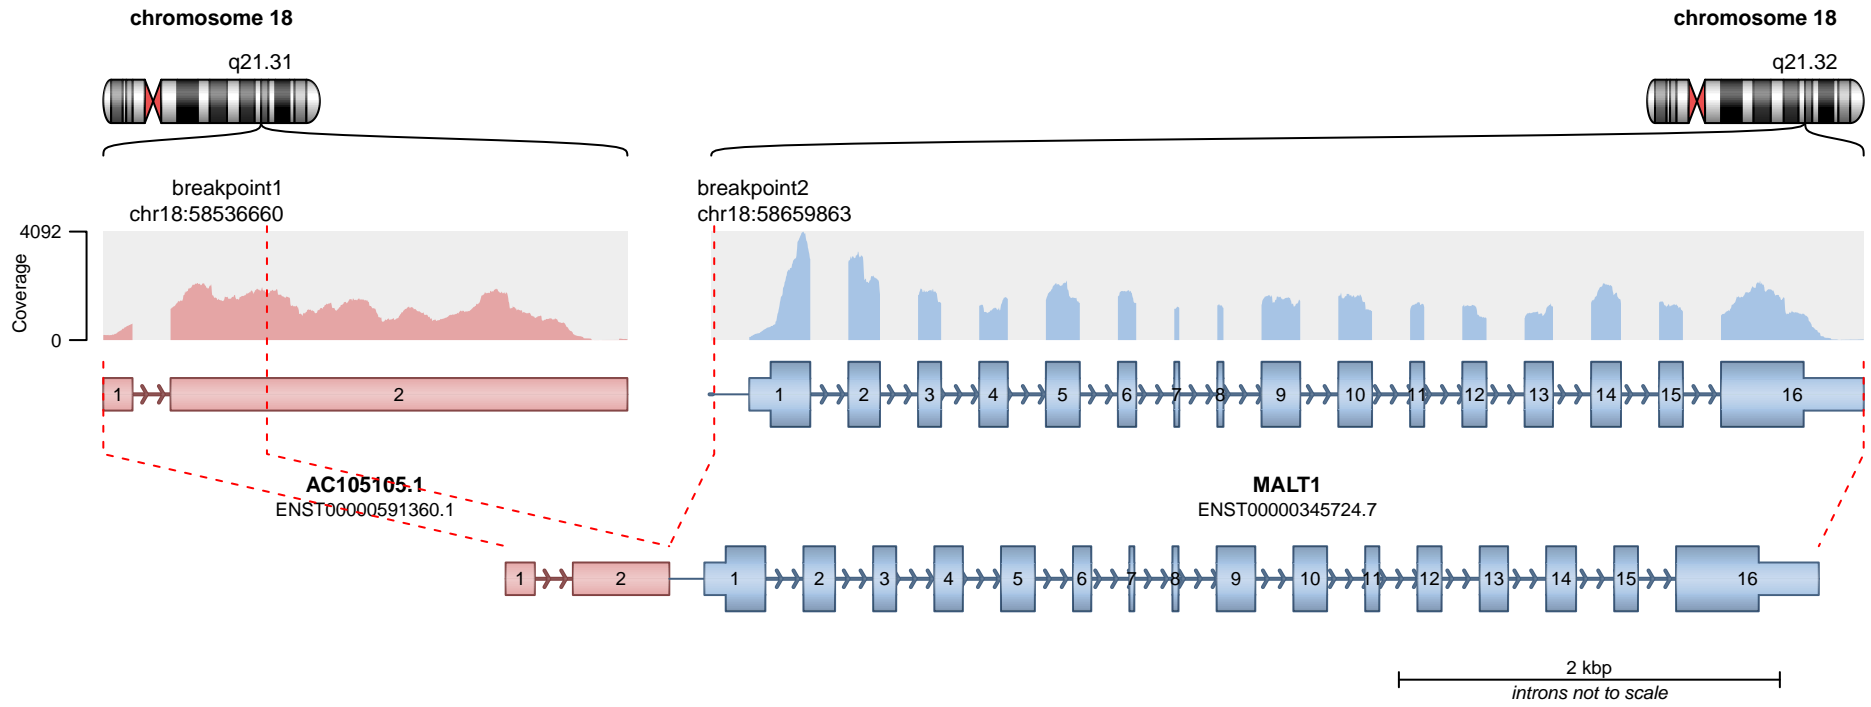 chromosome 18
chromosome 18
q21.31
q21.32
breakpoint1
chr18:58536660
breakpoint2
chr18:58659863
4092
Coverage
0
1 2
1 2 3 4 5 6 7 8 9 10 11 12 13 14 15 16
AC105105.1
ENST00000591360.1
MALT1
ENST00000345724.7
1 2 1 2 3 4 5 6 7 8 9 10 11 12 13 14 15 16
2 kbp
introns not to scale